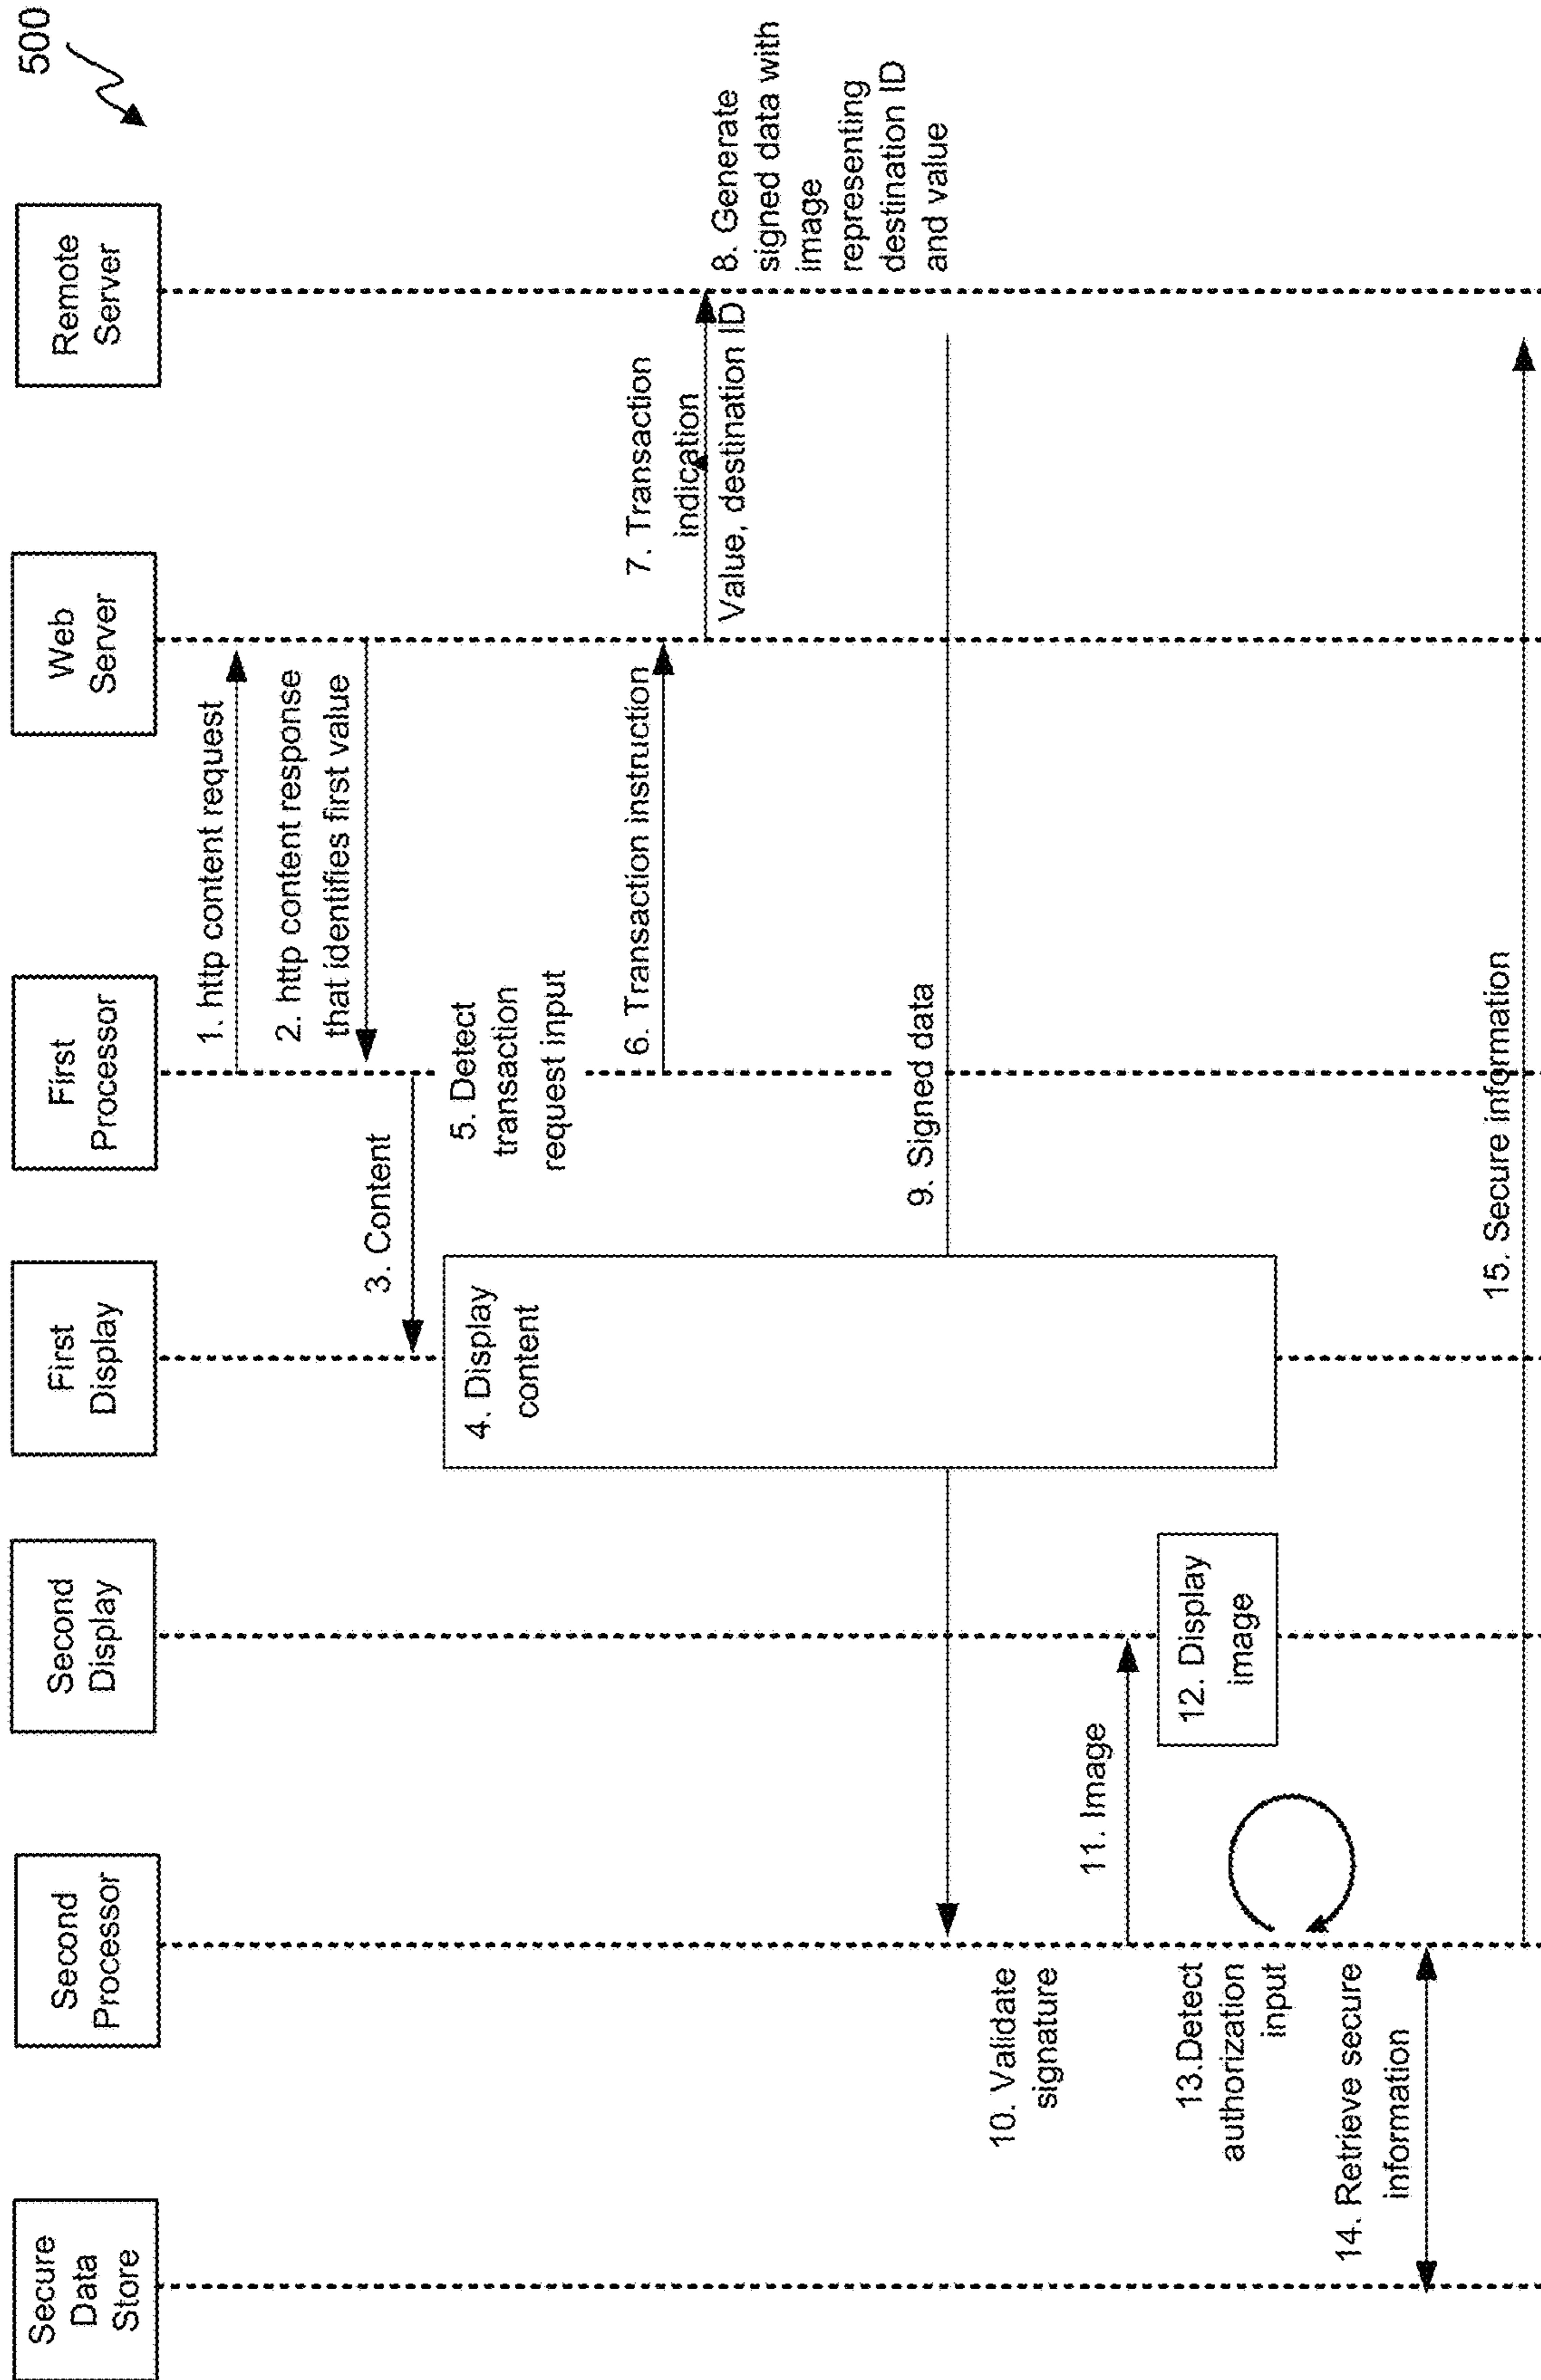 500
Secure
Data
Store
Second
Processor
Second
Display
First
Display
First
Processor
Web
Server
Remote
Server
1. http content request
2. http content response
that identifies first value
3. Content
4. Display
content
5. Detect
transaction
request input
6. Transaction instruction
7. Transaction
indication
Value, destination ID
8. Generate
signed data with
image
representing
destination ID
and value
9. Signed data
10. Validate
signature
11. Image
12. Display
image
13.Detect
authorization
input
14. Retrieve secure
information
15. Secure information